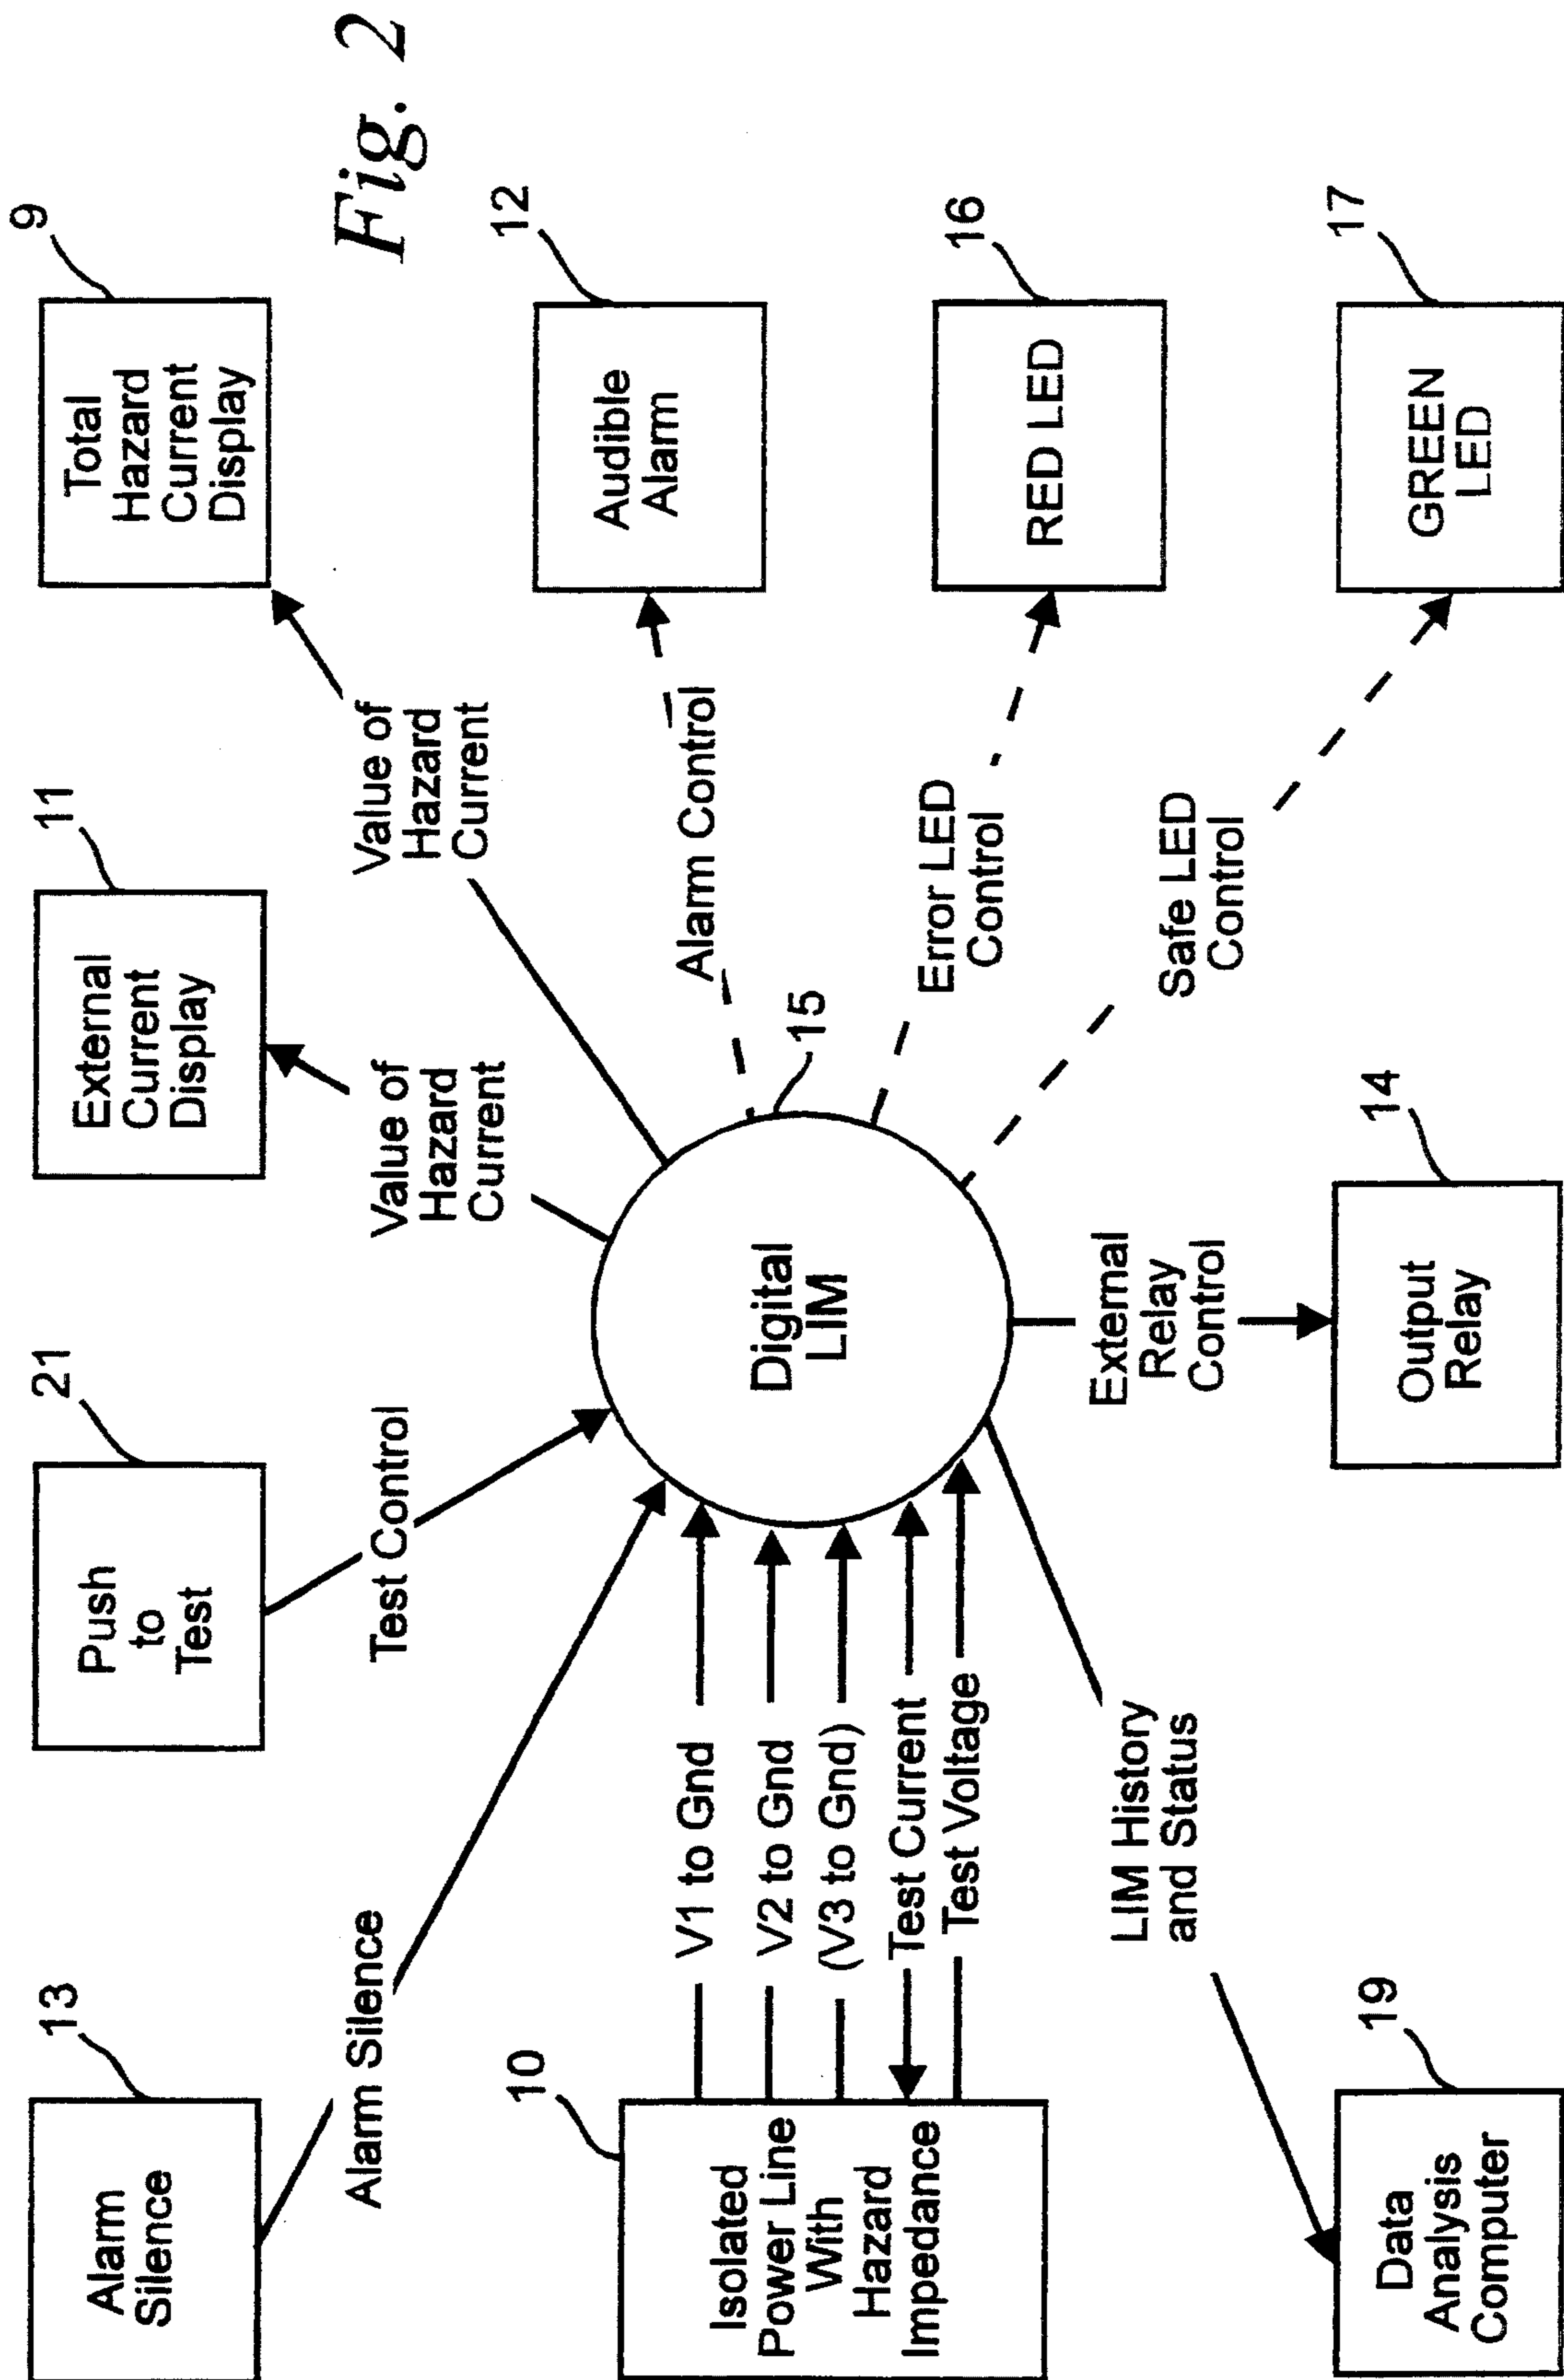 13
Alarm
Silence
21
Push
to
Test
11
External
Current
Display
9
Total
Hazard
Current
Display
Fig. 2
Alarm Silence
Test Control
Value of
Hazard
Current
Value of
Hazard
Current
10
Isolated
Power Line
With
Hazard
Impedance
V1 to Gnd
V2 to Gnd
(V3 to Gnd)
Test Current
Test Voltage
Digital
LIM
15
Alarm Control
12
Audible
Alarm
Error LED
Control
16
RED LED
Safe LED
Control
17
GREEN
LED
LIM History
and Status
19
Data
Analysis
Computer
External
Relay
Control
14
Output
Relay